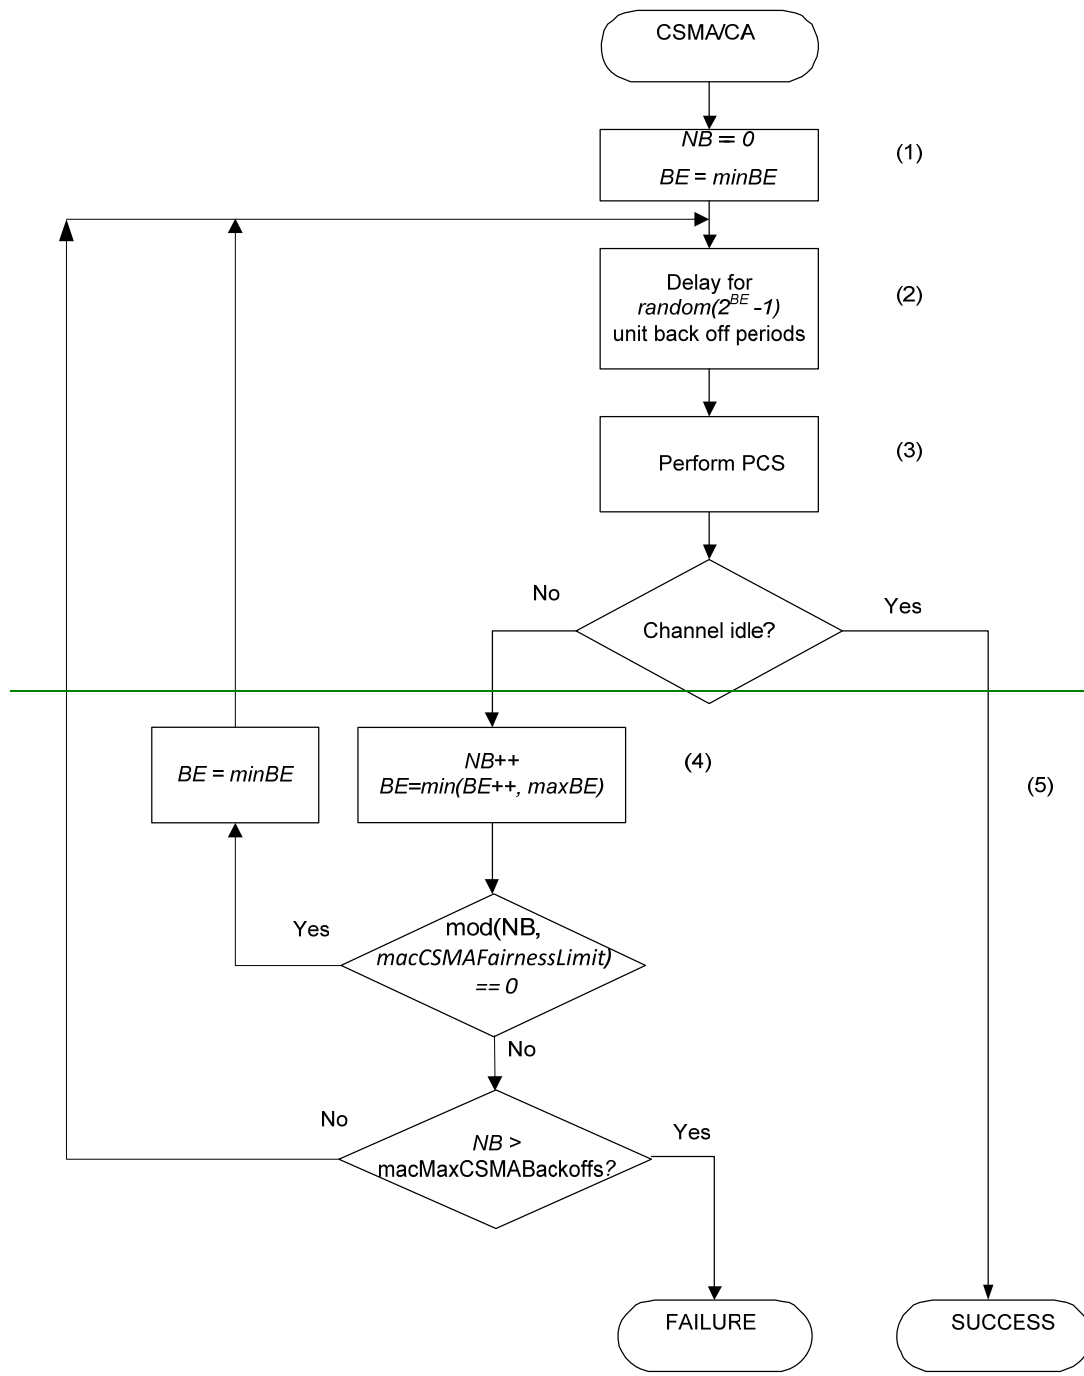 CSMA/CA
NB = 0
BE = minBE
(1)
Delay for
random(2^BE -1)
unit back off periods
(2)
Perform PCS
(3)
No
Channel idle?
Yes
BE = minBE
NB++
BE=min(BE++, maxBE)
(4)
(5)
Yes
mod(NB,
macCSMAFairnessLimit)
== 0
No
No
NB >
macMaxCSMABackoffs?
Yes
FAILURE
SUCCESS